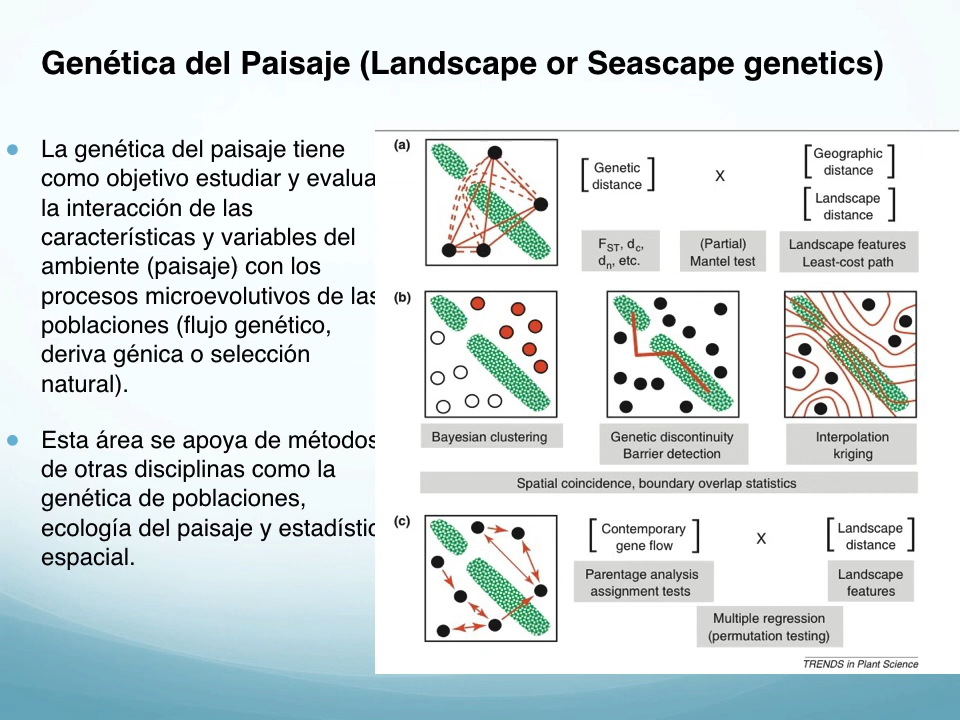 Genética del Paisaje (Landscape or Seascape genetics)
La genética del paisaje tiene
como objetivo estudiar y evalua
la interacción de las
características y variables del
ambiente (paisaje) con los
procesos microevolutivos de las
poblaciones (flujo genético,
deriva génica o selección
natural).
Esta área se apoya de métodos
de otras disciplinas como la
genética de poblaciones,
ecología del paisaje y estadístic
espacial.
(a)
[Genetic
distance]
X
[Geographic
distance]
[Landscape
distance]
FST, dc,
dn, etc.
(Partial)
Mantel test
Landscape features
Least-cost path
(b)
Bayesian clustering
Genetic discontinuity
Barrier detection
Interpolation
kriging
Spatial coincidence, boundary overlap statistics
(c)
[Contemporary
gene flow]
X
[Landscape
distance]
Parentage analysis
assignment tests
Landscape
features
Multiple regression
(permutation testing)
TRENDS in Plant Science